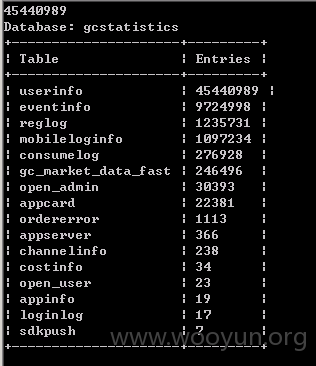 45440989
Database: gcstatistics
+---------------------+----------+
| Table | Entries |
+---------------------+----------+
| userinfo | 45440989 |
| eventinfo | 9724998 |
| reglog | 1235731 |
| mobileloginfo | 1097234 |
| consumelog | 276928 |
| gc_market_data_fast | 246496 |
| open_admin | 30393 |
| appcard | 22381 |
| ordererror | 1113 |
| appserver | 366 |
| channelinfo | 238 |
| costinfo | 34 |
| open_user | 23 |
| appinfo | 19 |
| loginlog | 17 |
| sdkpush | 7 |
+---------------------+----------+
www.wooyun.org